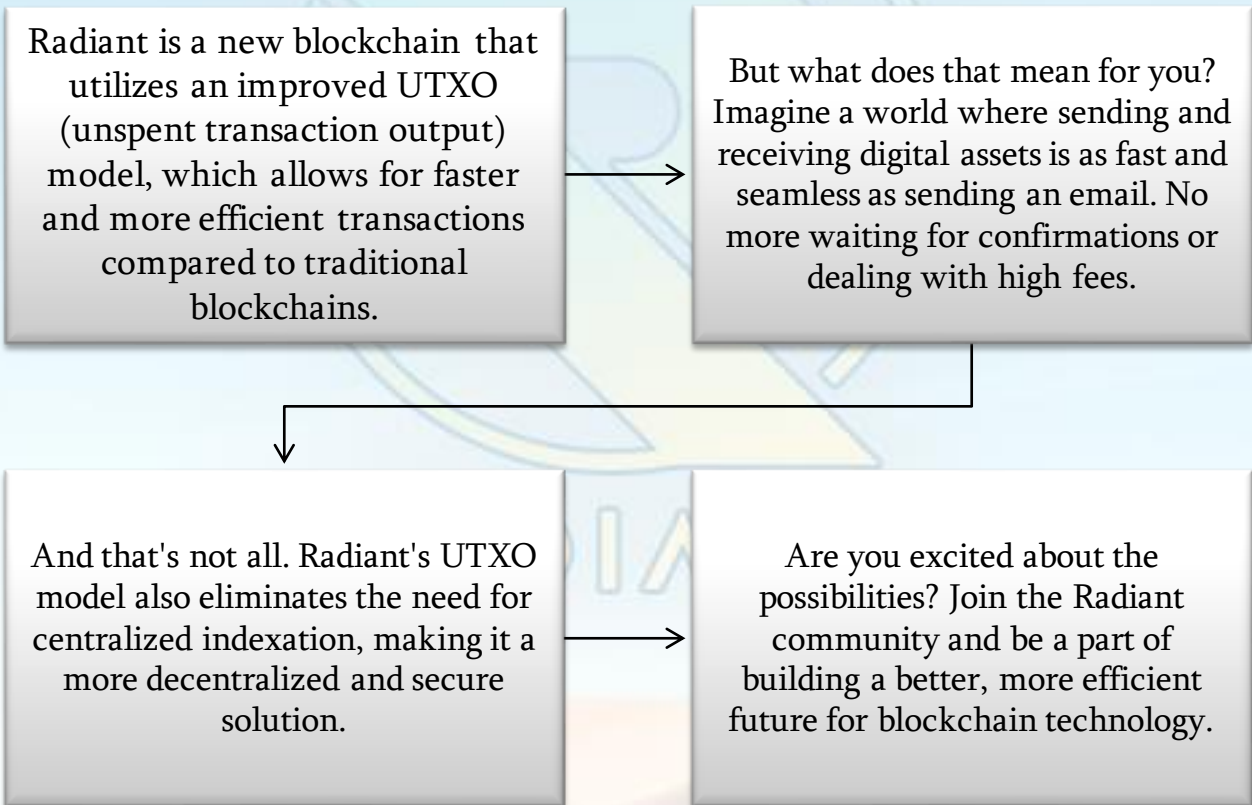 Radiant is a new blockchain that
utilizes an improved UTXO
(unspent transaction output)
model, which allows for faster
and more efficient transactions
compared to traditional
blockchains.
But what does that mean for you?
Imagine a world where sending and
receiving digital assets is as fast and
seamless as sending an email. No
more waiting for confirmations or
dealing with high fees.
And that's not all. Radiant's UTXO
model also eliminates the need for
centralized indexation, making it a
more decentralized and secure
solution.
Are you excited about the
possibilities? Join the Radiant
community and be a part of
building a better, more efficient
future for blockchain technology.